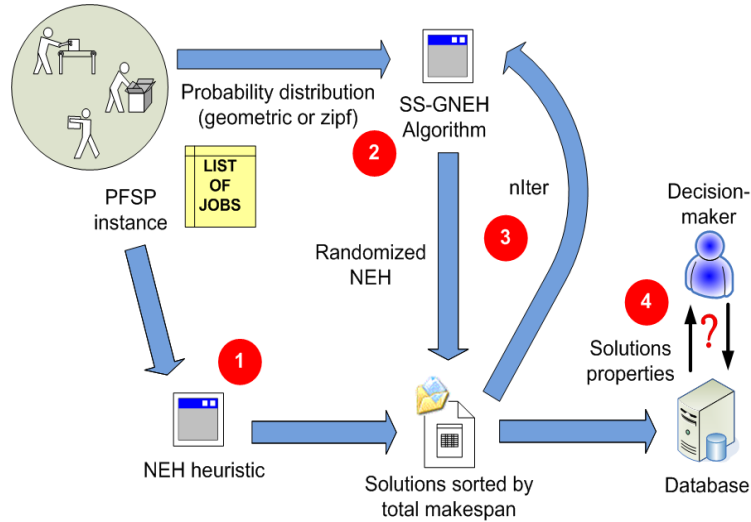 Probability distribution
(geometric or zipf)
SS-GNEH
Algorithm
2
LIST
OF
JOBS
PFSP
instance
nIter
Decision-
maker
3
Randomized
NEH
4
?
Solutions
properties
1
NEH heuristic
Solutions sorted by
total makespan
Database